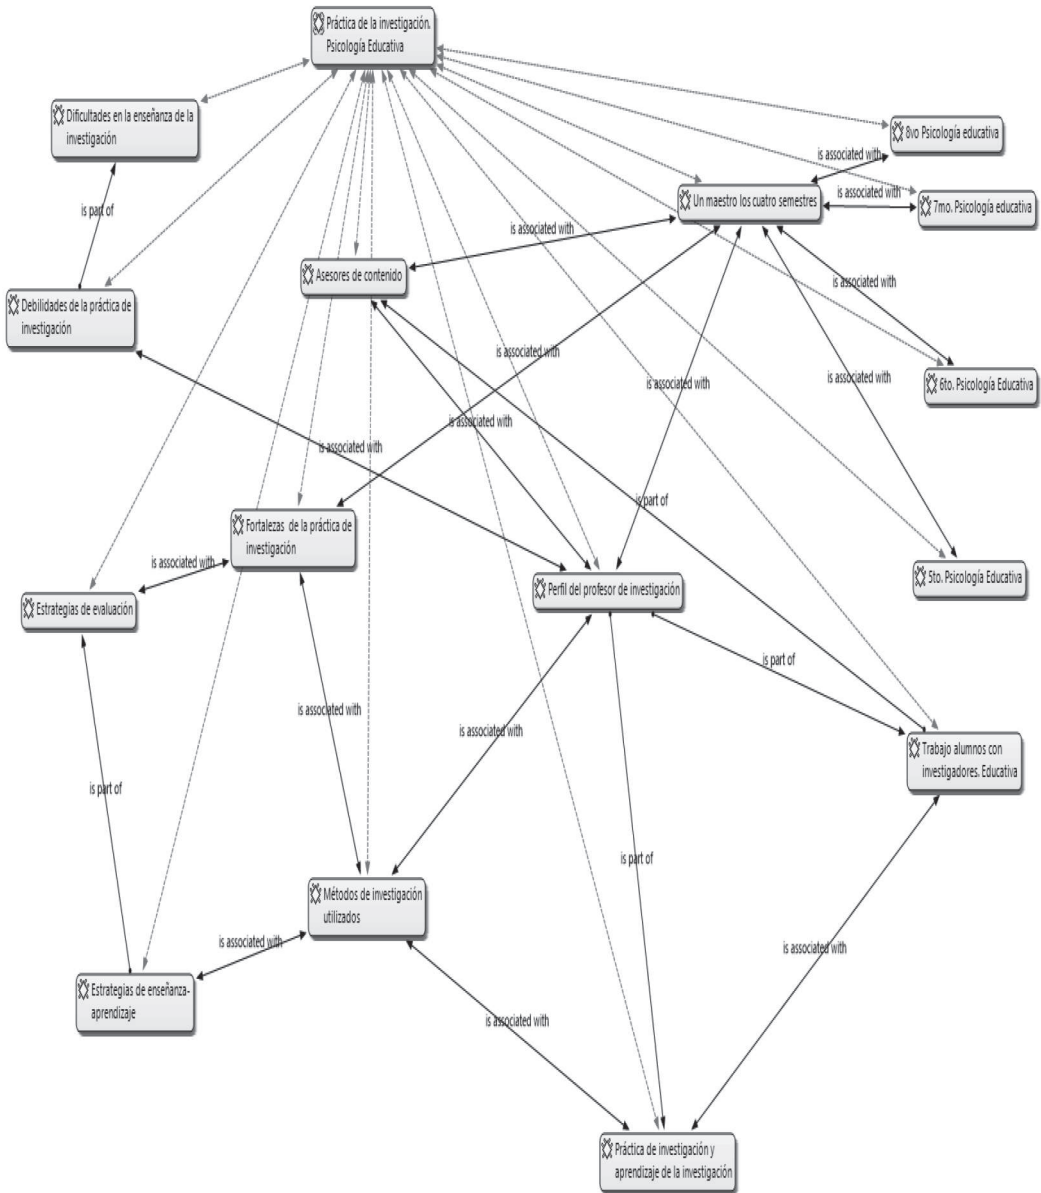 Práctica de la investigación.
Psicología Educativa
Dificultades en la enseñanza de la
investigación
8vo Psicología educativa
is associated with
is associated with
Un maestro los cuatro semestres
7mo. Psicología educativa
is part of
is associated with
Asesores de contenido
is associated with
Debilidades de la práctica de
investigación
is associated with
6to. Psicología Educativa
is associated with
is associated with
is associated with
is associated with
is part of
Fortalezas de la práctica de
investigación
is associated with
Perfil del profesor de investigación
5to. Psicología Educativa
Estrategias de evaluación
is part of
is associated with
is associated with
Trabajo alumnos con
investigadores. Educativa
is part of
is part of
Métodos de investigación
utilizados
is associated with
is associated with
Estrategias de enseñanza-
aprendizaje
is associated with
Práctica de investigación y
aprendizaje de la investigación